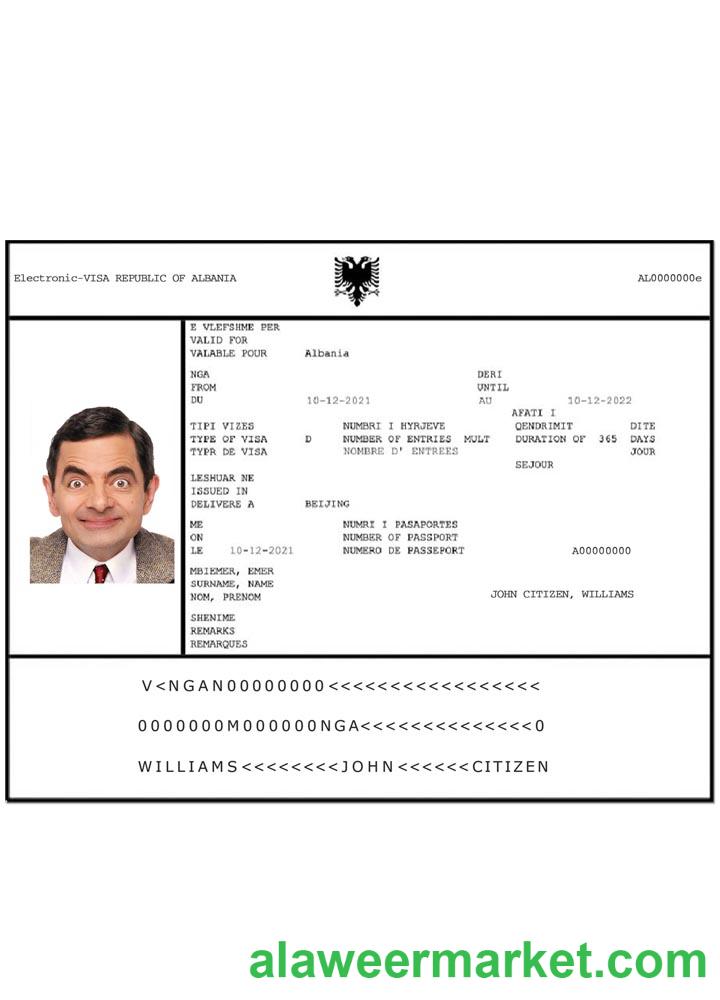 Electronic-VISA REPUBLIC OF ALBANIA AL0000000e
E VLEFSHME PER
VALID FOR
VALABLE POUR Albania
NGA DERI
FROM UNTIL
DU 10-12-2021 AU 10-12-2022
AFATI I
TIPI VIZES NUMBRI I HYRJEVE QENDRIMIT DITE
TYPE OF VISA D NUMBER OF ENTRIES MULT DURATION OF 365 DAYS
TYPR DE VISA NOMBRE D' ENTREES JOUR
SEJOUR
LESHUAR NE
ISSUED IN
DELIVERE A BEIJING
ME NUMRI I PASAPORTES
ON NUMBER OF PASSPORT
LE 10-12-2021 NUMERO DE PASSEPORT A00000000
MBIEMER, EMER
SURNAME, NAME
NOM, PRENOM JOHN CITIZEN, WILLIAMS
SHENIME
REMARKS
REMARQUES
V<NGAN00000000<<<<<<<<<<<<<<<<<<
0000000M000000NGA<<<<<<<<<<<<<<0
WILLIAMS<<<<<<<<JOHN<<<<<<CITIZEN
alaweermarket.com